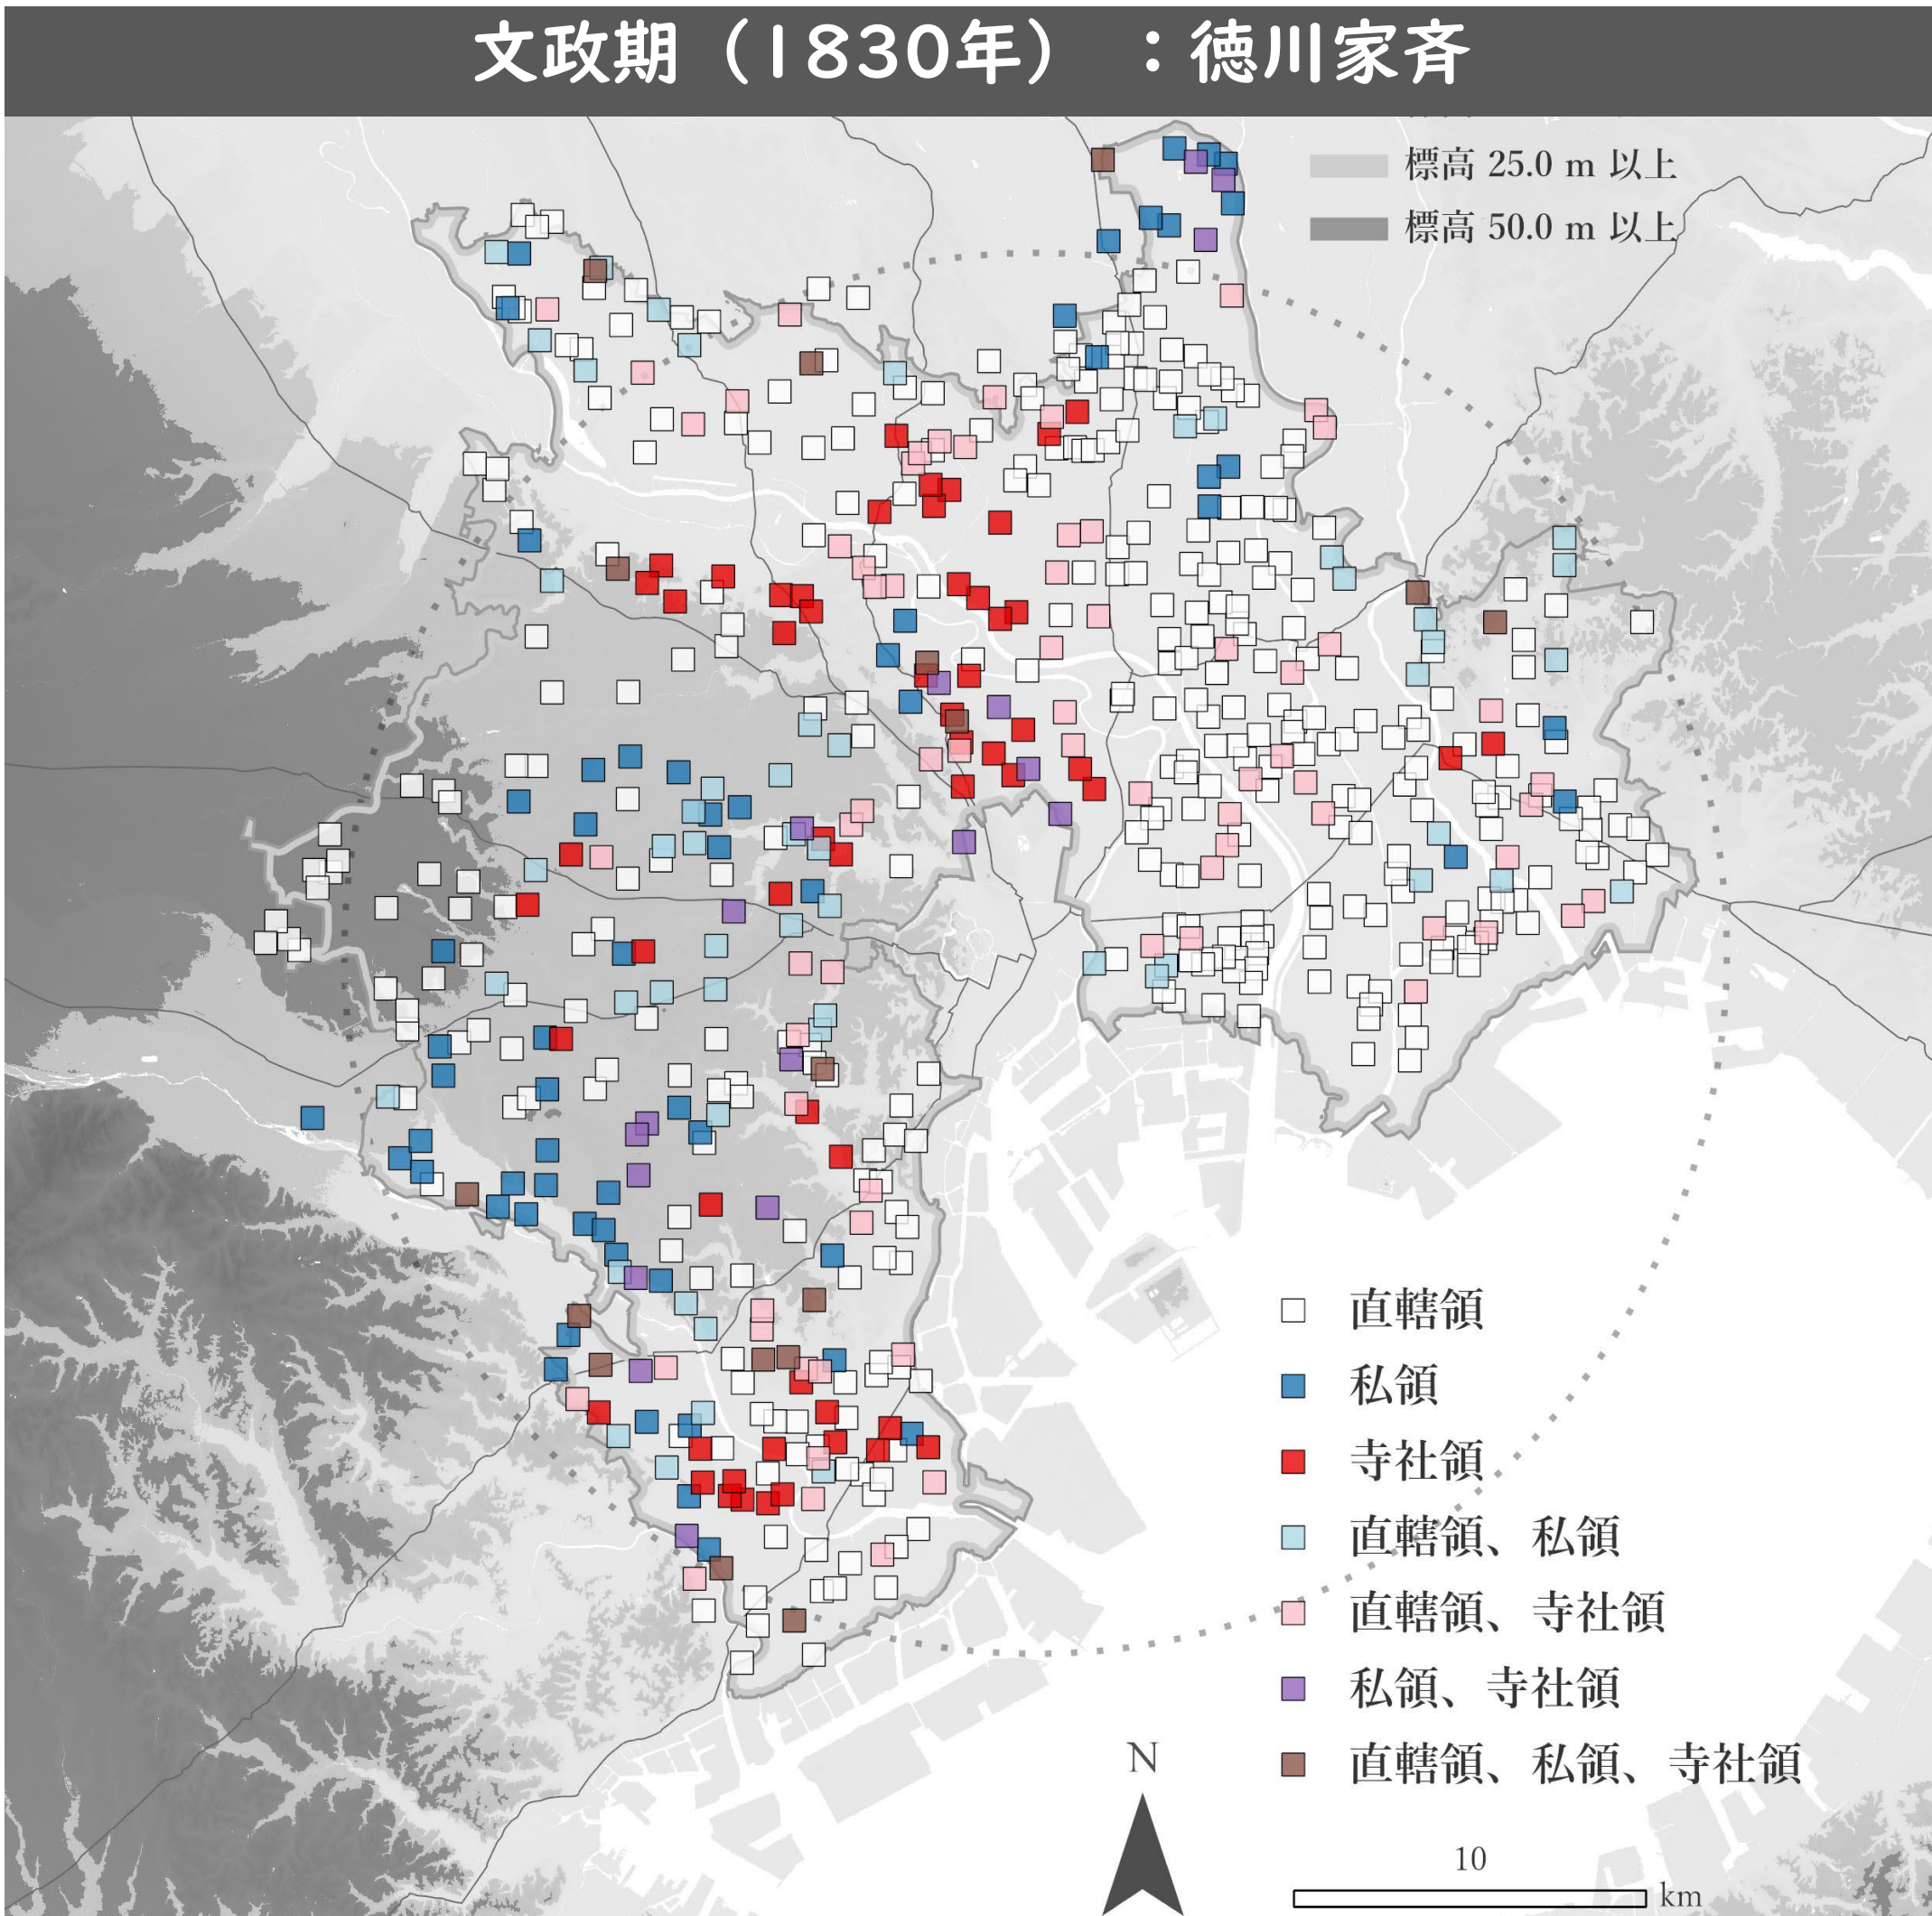 文政期（1830年）：徳川家斉
標高 25.0 m 以上
標高 50.0 m 以上
直轄領
私領
寺社領
直轄領、私領
直轄領、寺社領
私領、寺社領
直轄領、私領、寺社領
N
10
km